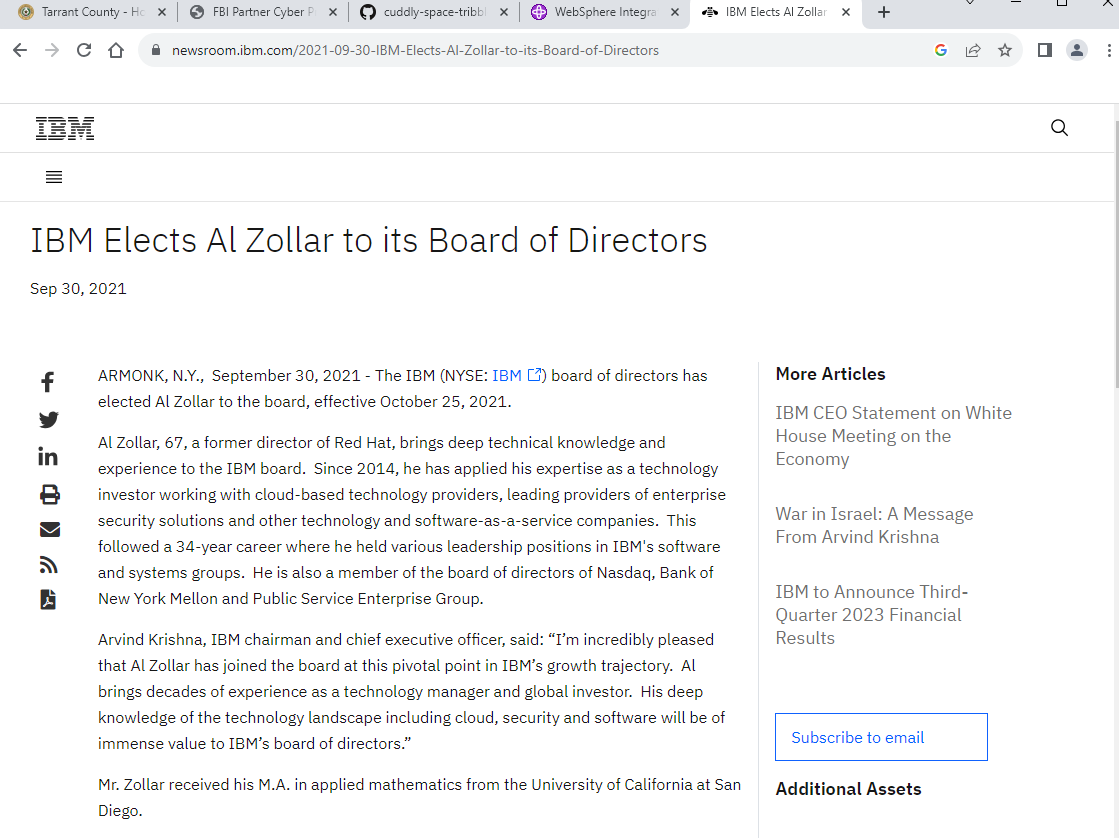 Tarrant County - Ho
FBI Partner Cyber P
cuddly-space-tribbl
WebSphere Integra
IBM Elects Al Zollar
newsroom.ibm.com/2021-09-30-IBM-Elects-Al-Zollar-to-its-Board-of-Directors
IBM
IBM Elects Al Zollar to its Board of Directors
Sep 30, 2021
ARMONK, N.Y., September 30, 2021 - The IBM (NYSE: IBM) board of directors has
elected Al Zollar to the board, effective October 25, 2021.
Al Zollar, 67, a former director of Red Hat, brings deep technical knowledge and
experience to the IBM board. Since 2014, he has applied his expertise as a technology
investor working with cloud-based technology providers, leading providers of enterprise
security solutions and other technology and software-as-a-service companies. This
followed a 34-year career where he held various leadership positions in IBM's software
and systems groups. He is also a member of the board of directors of Nasdaq, Bank of
New York Mellon and Public Service Enterprise Group.
Arvind Krishna, IBM chairman and chief executive officer, said: “I’m incredibly pleased
that Al Zollar has joined the board at this pivotal point in IBM’s growth trajectory. Al
brings decades of experience as a technology manager and global investor. His deep
knowledge of the technology landscape including cloud, security and software will be of
immense value to IBM’s board of directors.”
Mr. Zollar received his M.A. in applied mathematics from the University of California at San
Diego.
More Articles
IBM CEO Statement on White
House Meeting on the
Economy
War in Israel: A Message
From Arvind Krishna
IBM to Announce Third-
Quarter 2023 Financial
Results
Subscribe to email
Additional Assets